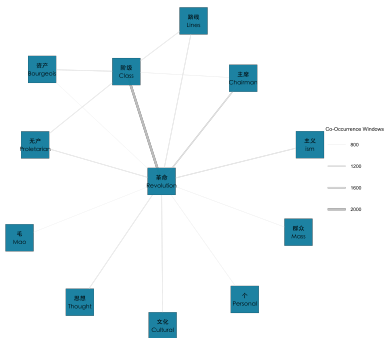 路线
Lines
资产
Bourgeois
阶级
Class
主席
Chairman
无产
Proletarian
主义
-ism
Co-Occurrence Windows
800
1200
1600
2000
革命
Revolution
毛
Mao
群众
Mass
思想
Thought
个
Personal
文化
Cultural